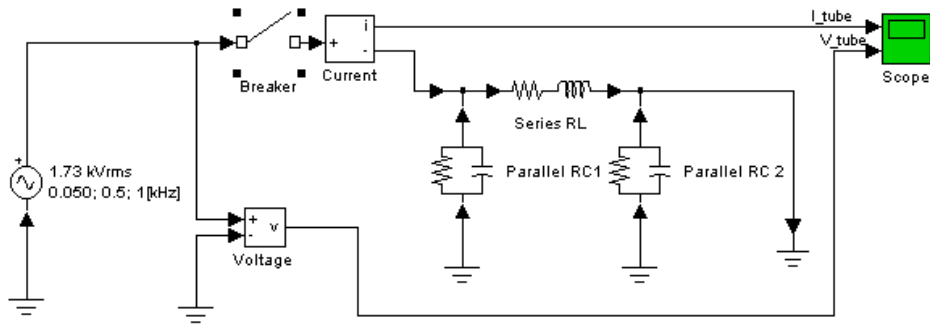 I_tube
V_tube
i
+
-
Breaker
Current
Scope
Series RL
+
1.73 kVrms
0.050; 0.5; 1[kHz]
Parallel RC1
Parallel RC 2
+
-
v
Voltage